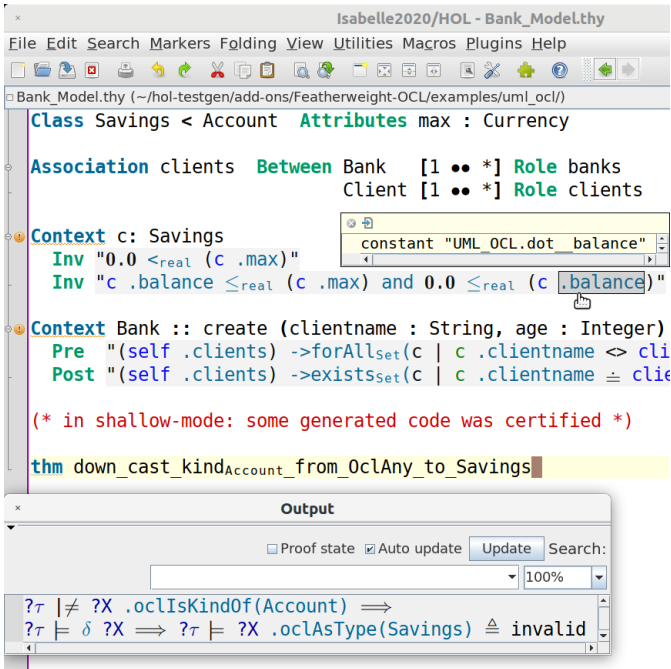 Isabelle2020/HOL - Bank_Model.thy
File Edit Search Markers Folding View Utilities Macros Plugins Help
Bank_Model.thy (~/hol-testgen/add-ons/Featherweight-OCL/examples/uml_ocl/)
Class Savings < Account Attributes max : Currency
Association clients Between Bank [1 •• *] Role banks
Client [1 •• *] Role clients
Context c: Savings
constant "UML_OCL.dot__balance"
Inv "0.0 <real (c .max)"
Inv "c .balance ≤real (c .max) and 0.0 ≤real (c .balance)"
Context Bank :: create (clientname : String, age : Integer)
Pre "(self .clients) ->forAllSet(c | c .clientname <> cli
Post "(self .clients) ->existsSet(c | c .clientname ≐ clie
(* in shallow-mode: some generated code was certified *)
thm down_cast_kindAccount_from_OclAny_to_Savings
Output
Proof state Auto update Update Search:
100%
?τ |≠ ?X .oclIsKindOf(Account) ⟹
?τ ⊨ δ ?X ⟹ ?τ ⊨ ?X .oclAsType(Savings) ≜ invalid